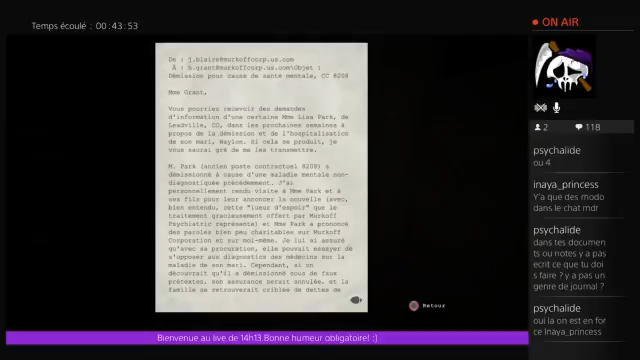 Temps écoulé : 00:43:53
ON AIR
De : j.blaire@murkoffcorp.us.com
À : h.grant@murkoffcorp.us.com\Objet :
Démission pour cause de santé mentale, CC 8208
Mme Grant,
Vous pourriez recevoir des demandes
d'information d'une certaine Mme Lisa Park, de
Leadville, CO, dans les prochaines semaines à
propos de la démission et de l'hospitalisation
de son mari, Waylon. Si cela se produit, je
vous saurai gré de me les transmettre.
M. Park (ancien poste contractuel 8208) a
démissionné à cause d'une maladie mentale non-
diagnostiquée précédemment. J'ai
personnellement rendu visite à Mme Park et à
ses fils pour leur annoncer la nouvelle (avec,
bien entendu, cette "lueur d'espoir" que le
traitement gracieusement offert par Murkoff
Psychiatric représente) et Mme Park a prononcé
des paroles bien peu charitables sur Murkoff
Corporation et sur moi-même. Je lui ai assuré
qu'avec sa procuration, elle pouvait essayer de
s'opposer aux diagnostics des médecins sur la
maladie de son mari. Cependant, si on
découvrait qu'il a démissionné sous de faux
prétextes, son assurance serait annulée, et
la famille se retrouverait criblée de dettes de
Retour
2
118
psychalide
ou 4
inaya_princess
Y'a que des modo
dans le chat mdr
psychalide
dans tes documen
ts ou notes y a pas
ecrit ce que tu doi
s faire ? y a pas un
genre de journal ?
psychalide
oui la on est en for
ce Inaya_princess
Bienvenue au live de 14h13.Bonne humeur obligatoire! :)